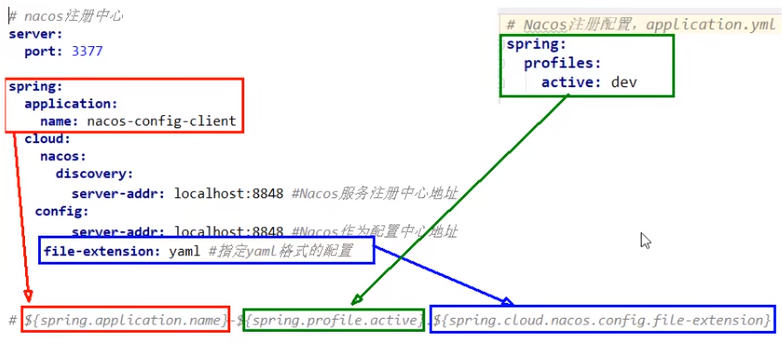 # nacos注册中心
server:
port: 3377
spring:
application:
name: nacos-config-client
cloud:
nacos:
discovery:
server-addr: localhost:8848 #Nacos服务注册中心地址
config:
server-addr: localhost:8848 #Nacos作为配置中心地址
file-extension: yaml #指定yaml格式的配置
# Nacos注册配置，application.yml
spring:
profiles:
active: dev
# ${spring.application.name}-${spring.profile.active}.${spring.cloud.nacos.config.file-extension}